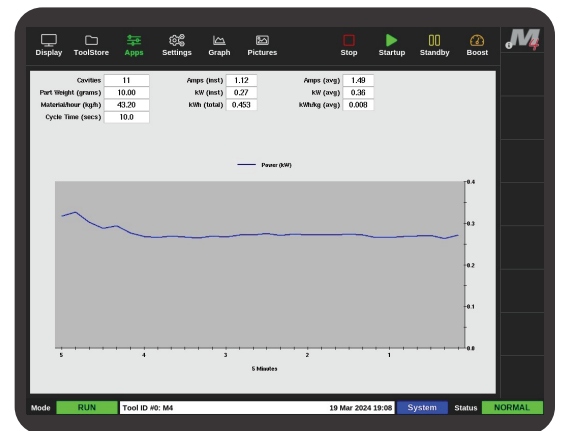 Display ToolStore Apps Settings Graph Pictures Stop Startup Standby Boost M4
Cavities 11 Amps (inst) 1.12 Amps (avg) 1.49
Part Weight (grams) 10.00 kW (inst) 0.27 kW (avg) 0.36
Material/hour (kg/h) 43.20 kWh (total) 0.453 kWh/kg (avg) 0.008
Cycle Time (secs) 10.0
Power (kW)
0.4
0.3
0.2
0.1
0.0
5 4 3 2 1
5 Minutes
Mode RUN Tool ID #0: M4 19 Mar 2024 19:08 System Status NORMAL